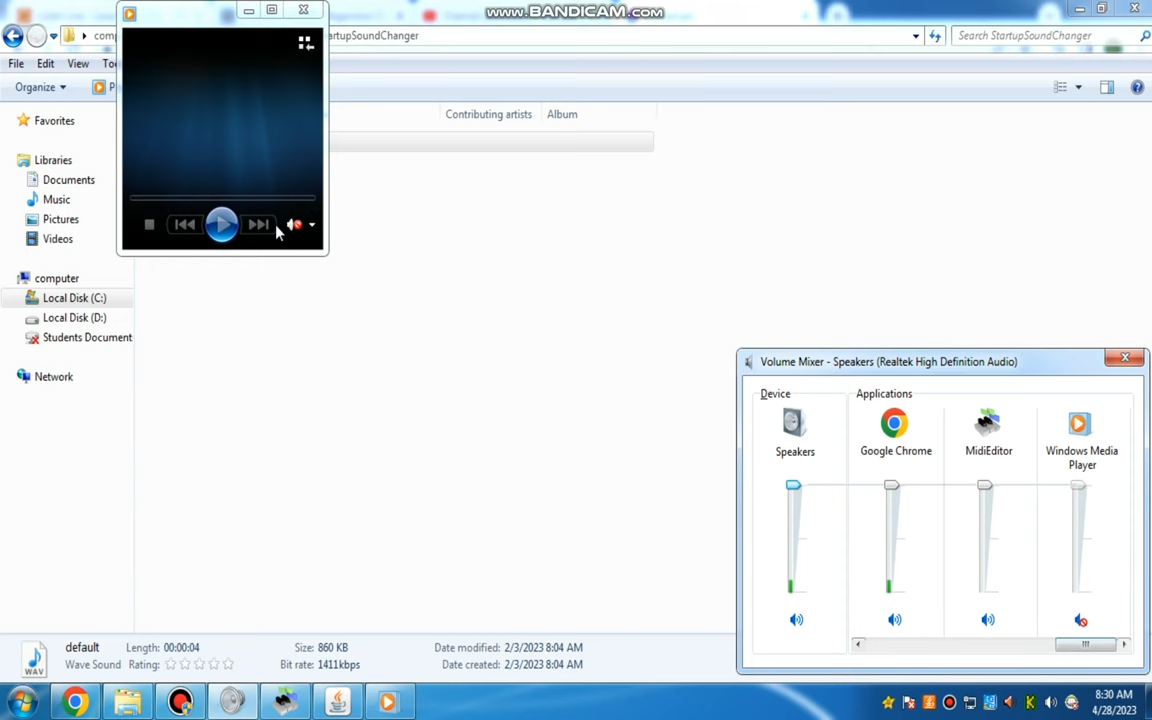 www.BANDICAM.com
artupSoundChanger
Search StartupSoundChanger
File Edit View
Organize
Contributing artists Album
Favorites
Libraries
Documents
Music
Pictures
Videos
computer
Local Disk (C:)
Local Disk (D:)
Students Document
Network
Volume Mixer - Speakers (Realtek High Definition Audio)
Device Applications
Speakers
Google Chrome
MidiEditor
Windows Media
Player
default Length: 00:00:04 Size: 860 KB Date modified: 2/3/2023 8:04 AM
Wave Sound Rating: Bit rate: 1411kbps Date created: 2/3/2023 8:04 AM
WAV
8:30 AM
4/28/2023